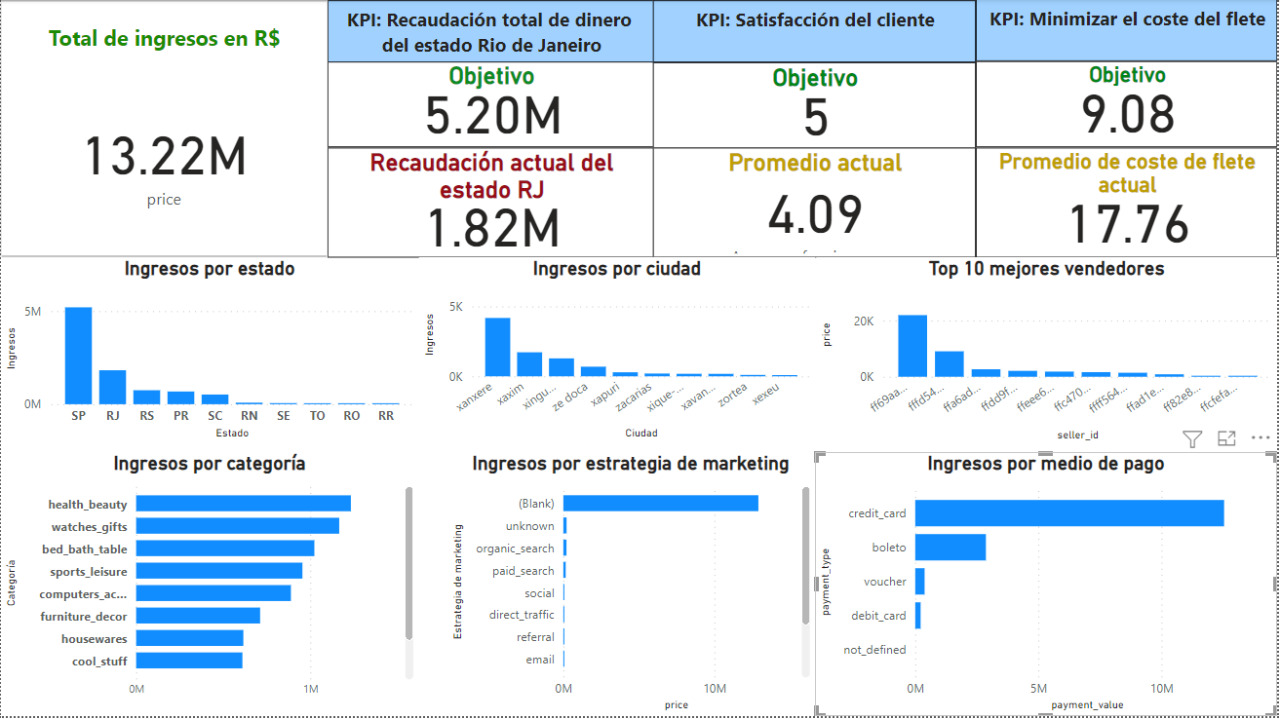 Total de ingresos en R$
13.22M
price
KPI: Recaudación total de dinero
del estado Rio de Janeiro
Objetivo
5.20M
Recaudación actual del
estado RJ
1.82M
KPI: Satisfacción del cliente
Objetivo
5
Promedio actual
4.09
KPI: Minimizar el coste del flete
Objetivo
9.08
Promedio de coste de flete
actual
17.76
Ingresos por estado
Ingresos
5M
0M
SP RJ RS PR SC RN SE TO RO RR
Estado
Ingresos por ciudad
Ingresos
5K
0K
xanxere xaxim xingu... ze doca xapuri zacarias xique-... xavan... zortea xexeu
Ciudad
Top 10 mejores vendedores
price
20K
0K
ff69aa... fffd54... ffa6ad... ffdd9f... ffeee6... ffc470... ffff564... ffad1e... ff82e8... ffcfefa...
seller_id
Ingresos por categoría
Categoría
health_beauty
watches_gifts
bed_bath_table
sports_leisure
computers_ac...
furniture_decor
housewares
cool_stuff
0M 1M
Ingresos por estrategia de marketing
Estrategia de marketing
(Blank)
unknown
organic_search
paid_search
social
direct_traffic
referral
email
0M 10M
price
Ingresos por medio de pago
payment_type
credit_card
boleto
voucher
debit_card
not_defined
0M 5M 10M
payment_value